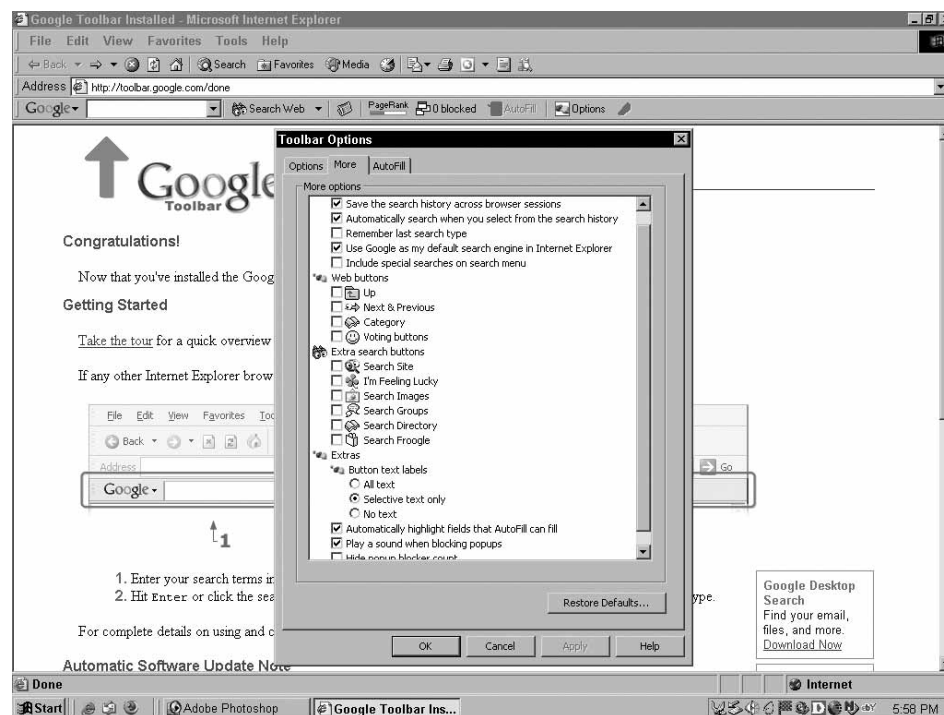 Google Toolbar Installed - Microsoft Internet Explorer
File Edit View Favorites Tools Help
Back Search Favorites Media
Address http://toolbar.google.com/done
Google Search Web PageRank 0 blocked AutoFill Options
Toolbar Options
Options More AutoFill
Google
Toolbar
More options
Save the search history across browser sessions
Automatically search when you select from the search history
Remember last search type
Use Google as my default search engine in Internet Explorer
Include special searches on search menu
Web buttons
Up
Next & Previous
Category
Voting buttons
Extra search buttons
Search Site
I'm Feeling Lucky
Search Images
Search Groups
Search Directory
Search Froogle
Extras
Button text labels
All text
Selective text only
No text
Automatically highlight fields that AutoFill can fill
Play a sound when blocking popups
Hide popup blocker count
Restore Defaults...
OK Cancel Apply Help
Congratulations!
Now that you've installed the Goog
Getting Started
Take the tour for a quick overview
If any other Internet Explorer brow
File Edit View Favorites Too
Back
Address Go
Google
1
1. Enter your search terms in
2. Hit Enter or click the sea ype.
For complete details on using and c
Automatic Software Update Note
Google Desktop
Search
Find your email,
files, and more.
Download Now
Done Internet
Start Adobe Photoshop Google Toolbar Ins... 5:58 PM